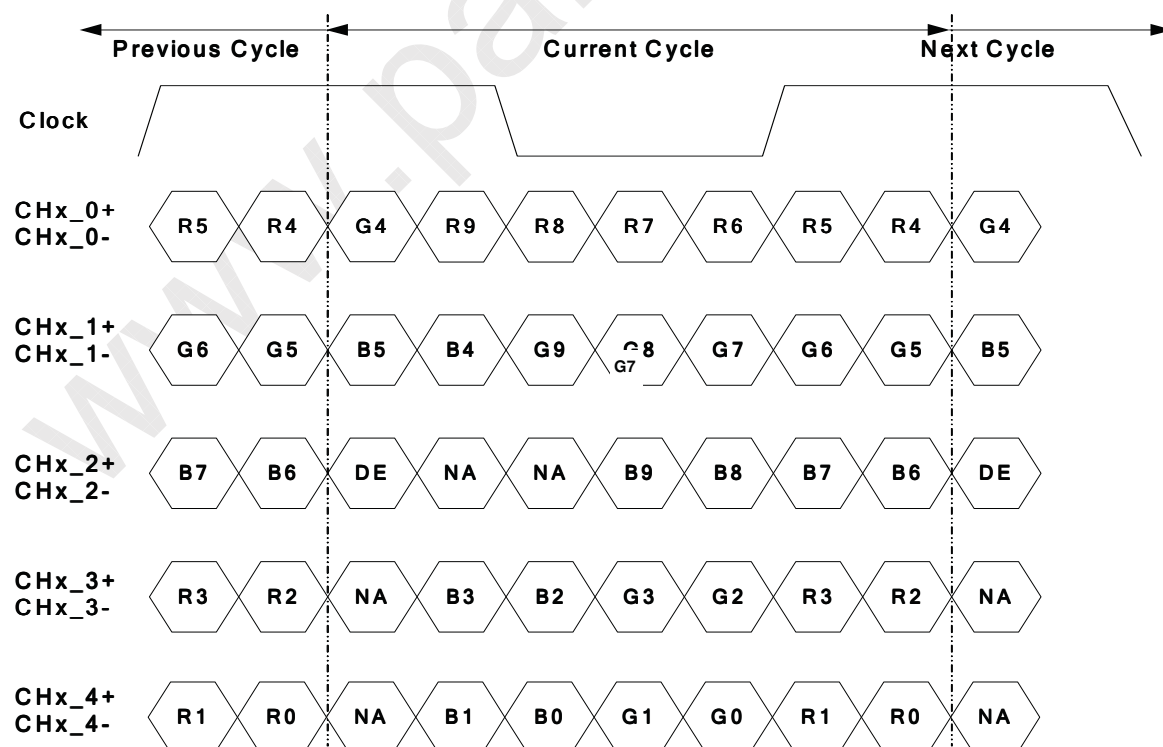 Previous Cycle Current Cycle Next Cycle
Clock
CHx_0+
CHx_0-
R5 R4 G4 R9 R8 R7 R6 R5 R4 G4
CHx_1+
CHx_1-
G6 G5 B5 B4 G9 G8 G7 G6 G5 B5
G7
CHx_2+
CHx_2-
B7 B6 DE NA NA B9 B8 B7 B6 DE
CHx_3+
CHx_3-
R3 R2 NA B3 B2 G3 G2 R3 R2 NA
CHx_4+
CHx_4-
R1 R0 NA B1 B0 G1 G0 R1 R0 NA
www.pa